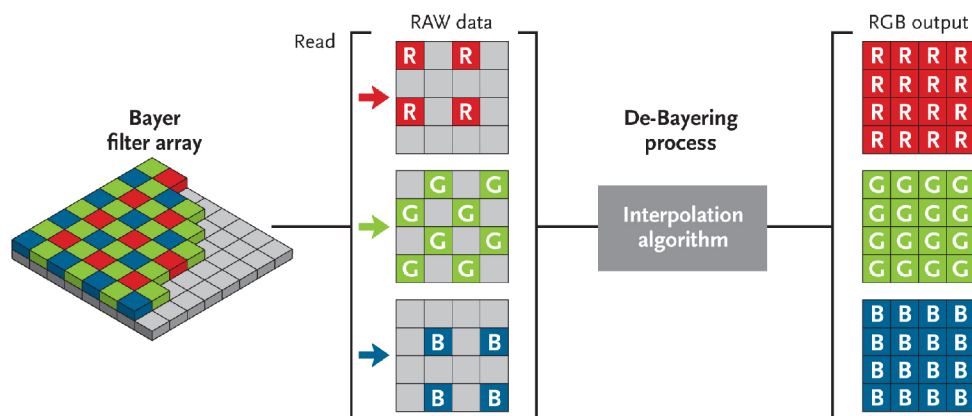 RAW data
RGB output
Read
Bayer
filter array
De-Bayering
process
Interpolation
algorithm
R R
R R
G G
G G
G G
G G
B B
B B
R R R R
R R R R
R R R R
R R R R
G G G G
G G G G
G G G G
G G G G
B B B B
B B B B
B B B B
B B B B